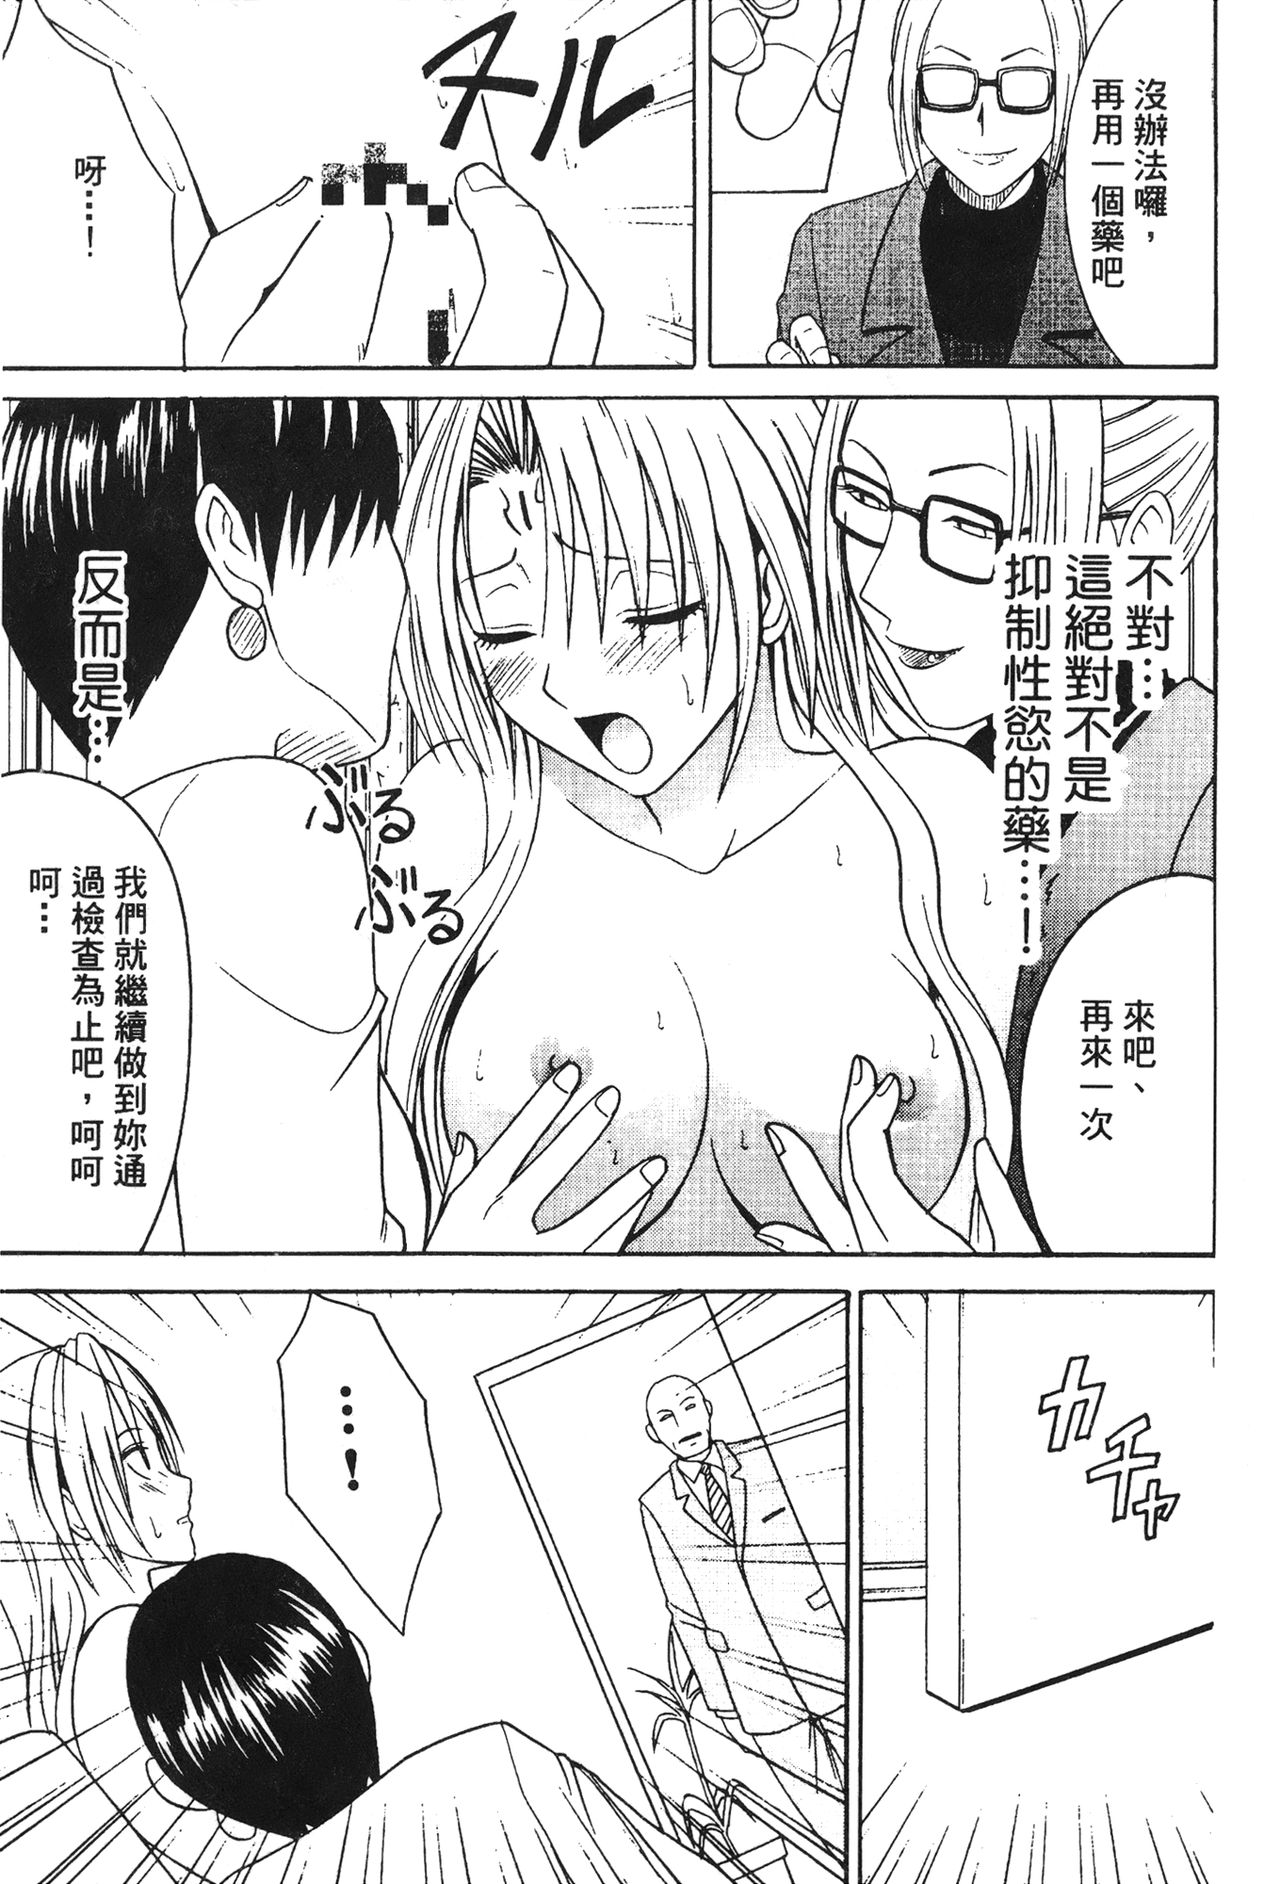 沒辦法囉，
再用一個藥吧
ヌル
呀…！
不對…
這絕對不是
抑制性慾的藥…！
反而是…
ぶる
ぶる
來吧、
再來一次
我們就繼續做到妳通
過檢查為止吧，呵呵
呵…
カチャ
…！